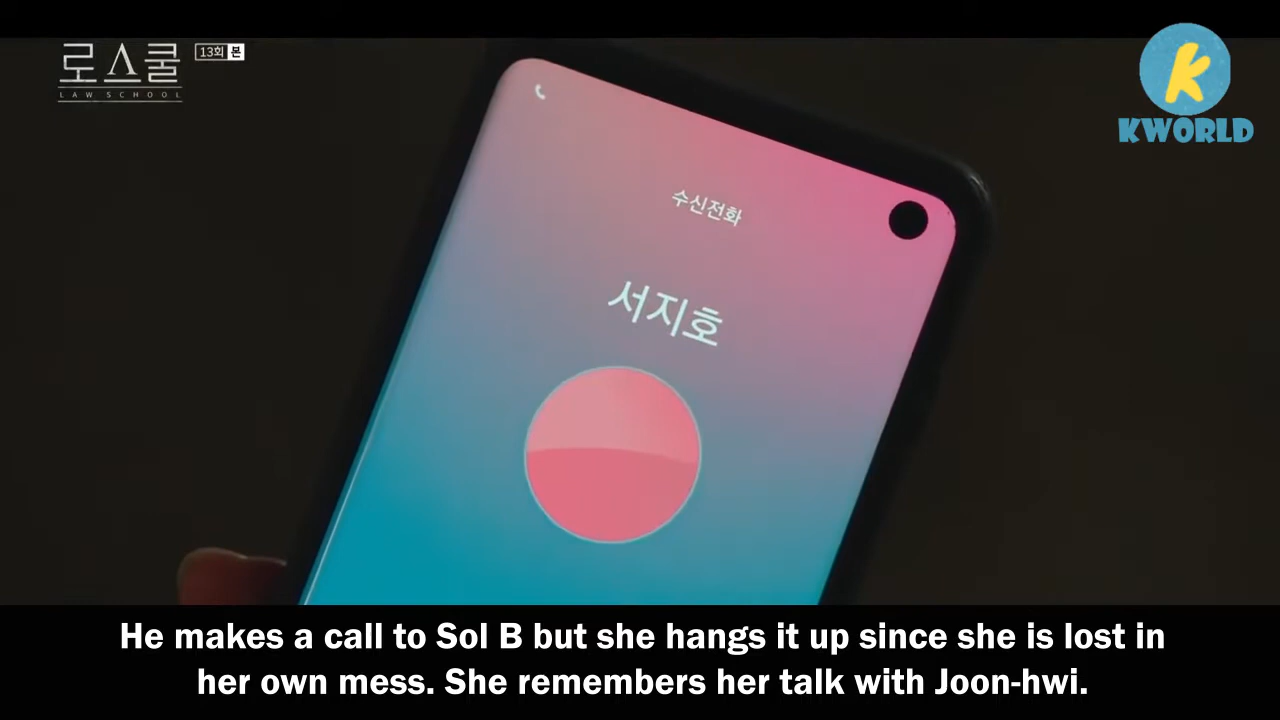 로스쿨
LAW SCHOOL
13회 본
K
KWORLD
수신전화
서지호
He makes a call to Sol B but she hangs it up since she is lost in
her own mess. She remembers her talk with Joon-hwi.